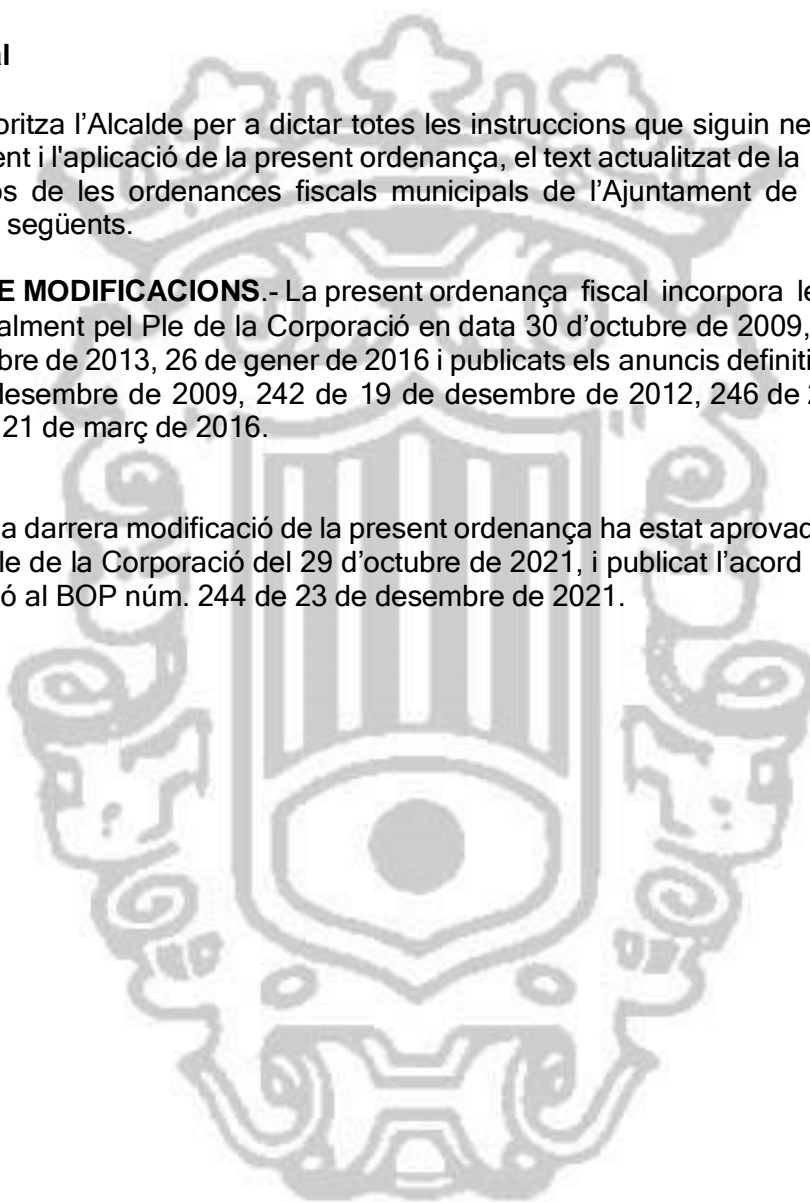 al
oritza l’Alcalde per a dictar totes les instruccions que siguin ne
ent i l'aplicació de la present ordenança, el text actualitzat de la
os de les ordenances fiscals municipals de l’Ajuntament de
següents.
E MODIFICACIONS.- La present ordenança fiscal incorpora le
alment pel Ple de la Corporació en data 30 d’octubre de 2009,
bre de 2013, 26 de gener de 2016 i publicats els anuncis definiti
desembre de 2009, 242 de 19 de desembre de 2012, 246 de 2
21 de març de 2016.
a darrera modificació de la present ordenança ha estat aprovad
le de la Corporació del 29 d’octubre de 2021, i publicat l’acord
ó al BOP núm. 244 de 23 de desembre de 2021.